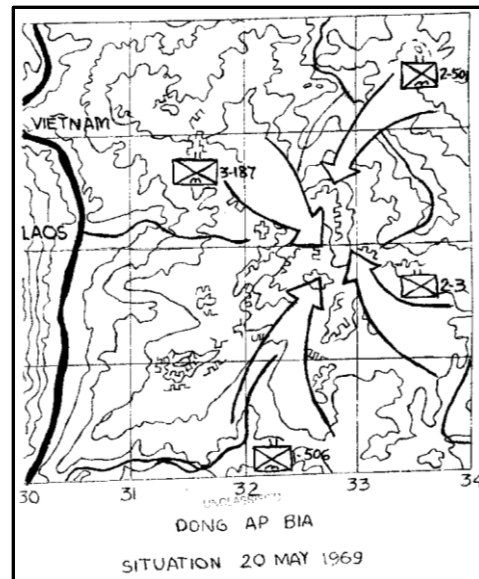 2-501
VIETNAM
3-187
LAOS
2-3
30 31 32 33 34
1-506
UNCLASSIFIED
DONG AP BIA
SITUATION 20 MAY 1969